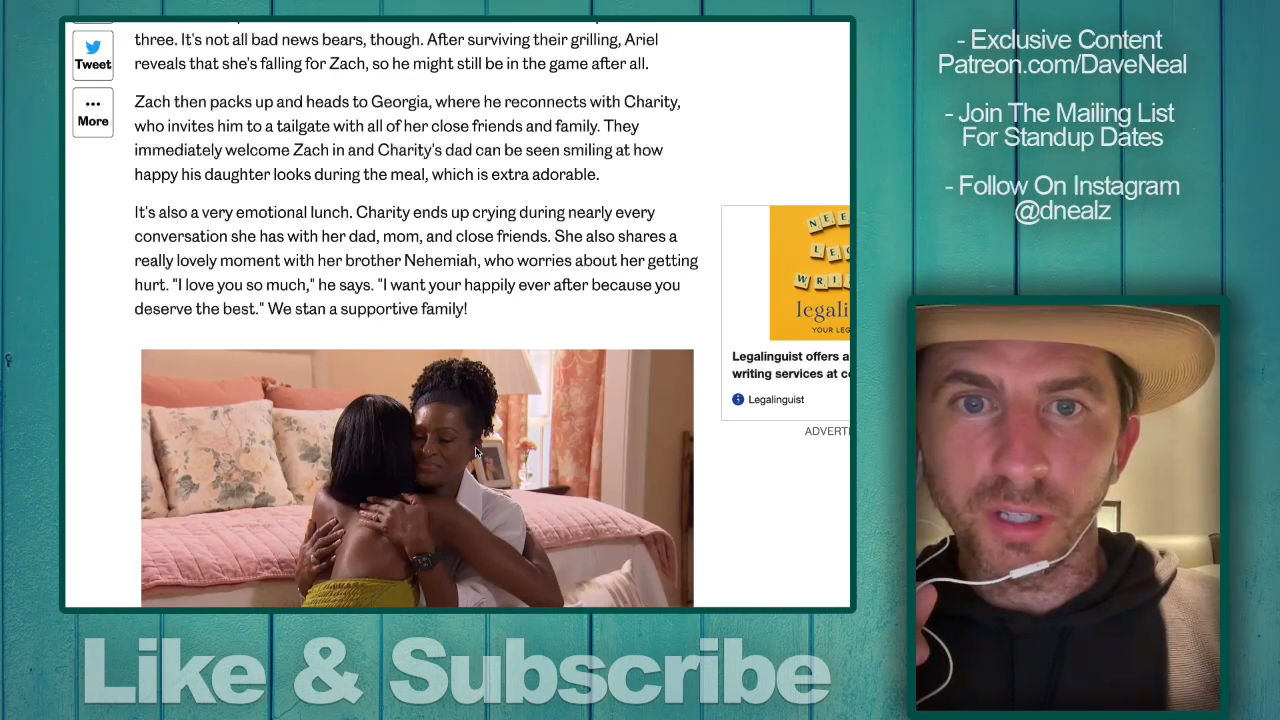 three. It's not all bad news bears, though. After surviving their grilling, Ariel
reveals that she's falling for Zach, so he might still be in the game after all.
Zach then packs up and heads to Georgia, where he reconnects with Charity,
who invites him to a tailgate with all of her close friends and family. They
immediately welcome Zach in and Charity's dad can be seen smiling at how
happy his daughter looks during the meal, which is extra adorable.
It's also a very emotional lunch. Charity ends up crying during nearly every
conversation she has with her dad, mom, and close friends. She also shares a
really lovely moment with her brother Nehemiah, who worries about her getting
hurt. "I love you so much," he says. "I want your happily ever after because you
deserve the best." We stan a supportive family!
Tweet
•••
More
NEE
LEG
WRI
legali
YOUR LEG
Legalinguist offers a
writing services at co
Legalinguist
ADVERTI
- Exclusive Content
Patreon.com/DaveNeal
- Join The Mailing List
For Standup Dates
- Follow On Instagram
@dnealz
Like & Subscribe